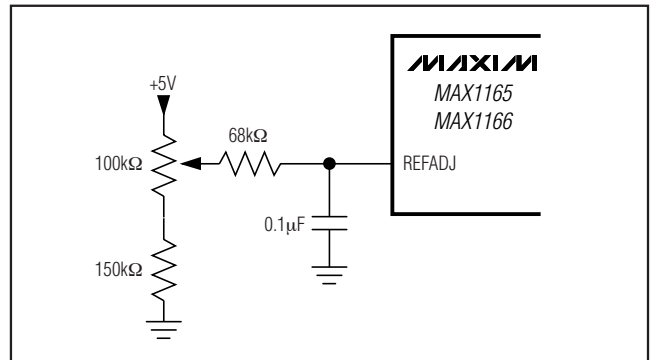 MAXIM
MAX1165
MAX1166
+5V
68kΩ
100kΩ
REFADJ
0.1μF
150kΩ